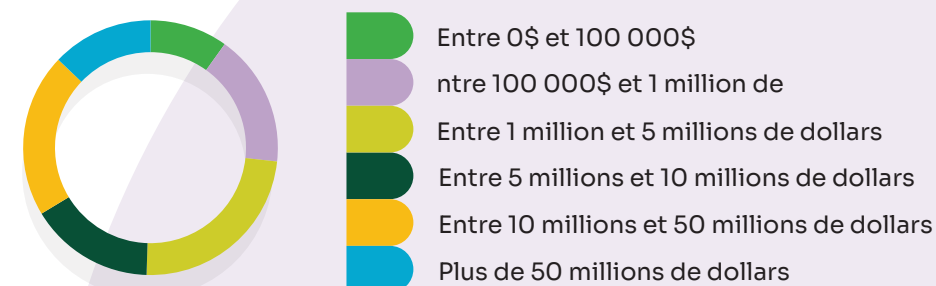 Entre 0$ et 100 000$
ntre 100 000$ et 1 million de
Entre 1 million et 5 millions de dollars
Entre 5 millions et 10 millions de dollars
Entre 10 millions et 50 millions de dollars
Plus de 50 millions de dollars